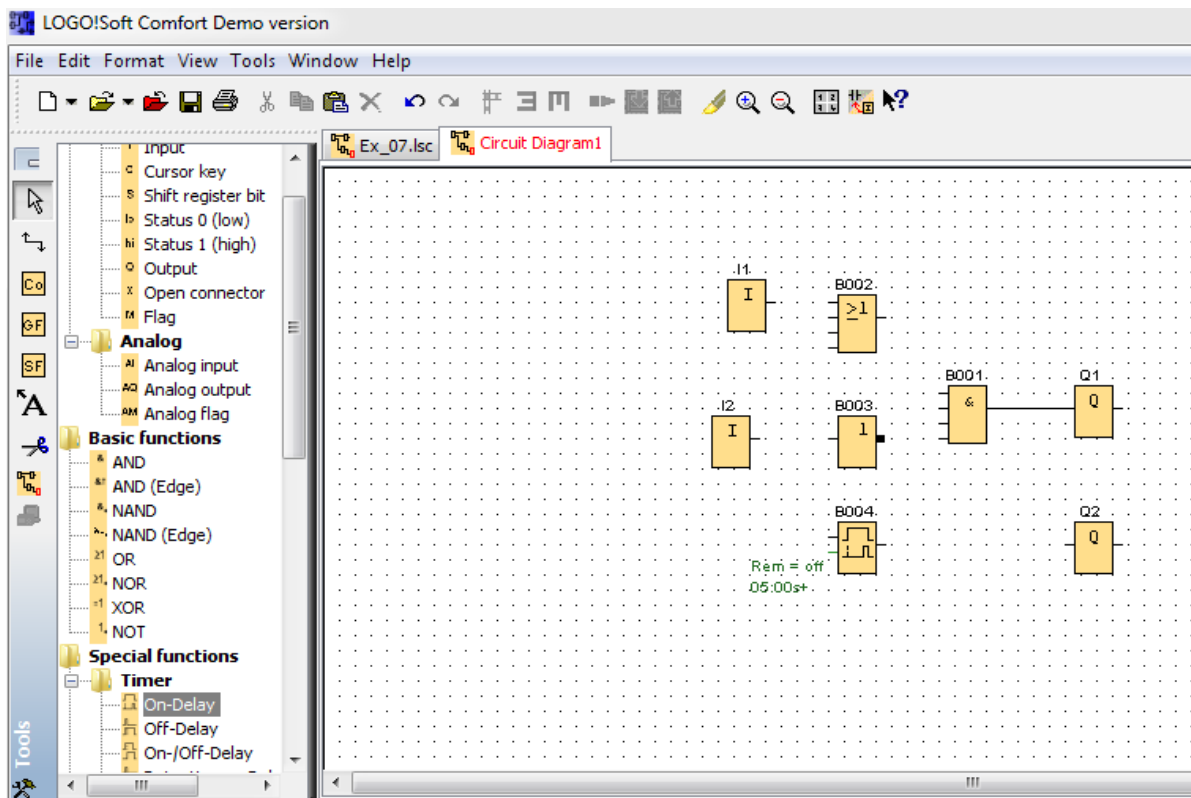 LOGO!Soft Comfort Demo version
File Edit Format View Tools Window Help
Ex_07.lsc
Circuit Diagram1
Input
Cursor key
Shift register bit
Status 0 (low)
Status 1 (high)
Output
Open connector
Flag
Analog
Analog input
Analog output
Analog flag
Basic functions
AND
AND (Edge)
NAND
NAND (Edge)
OR
NOR
XOR
NOT
Special functions
Timer
On-Delay
Off-Delay
On-/Off-Delay
Co
GF
SF
A
Tools
I1
I
B002
≥1
B001
&
Q1
Q
I2
I
B003
1
B004
Rem = off
05:00s+
Q2
Q